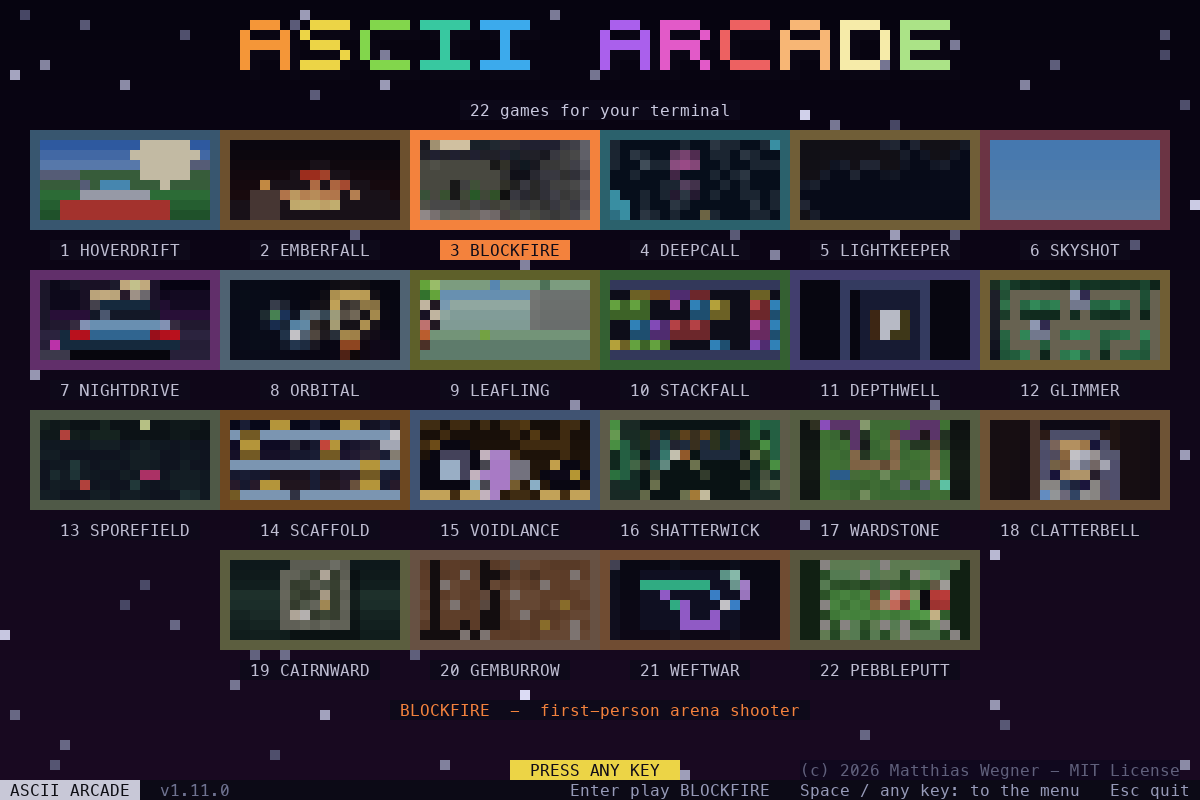 ASCII ARCADE
22 games for your terminal
1 HOVERDRIFT 2 EMBERFALL 3 BLOCKFIRE 4 DEEPCALL 5 LIGHTKEEPER 6 SKYSHOT
7 NIGHTDRIVE 8 ORBITAL 9 LEAFLING 10 STACKFALL 11 DEPTHWELL 12 GLIMMER
13 SPOREFIELD 14 SCAFFOLD 15 VOIDLANCE 16 SHATTERWICK 17 WARDSTONE 18 CLATTERBELL
19 CAIRNWARD 20 GEMBURROW 21 WEFTWAR 22 PEBBLEPUTT
BLOCKFIRE — first-person arena shooter
PRESS ANY KEY
(c) 2026 Matthias Wegner — MIT License
ASCII ARCADE v1.11.0 Enter play BLOCKFIRE Space / any key: to the menu Esc quit